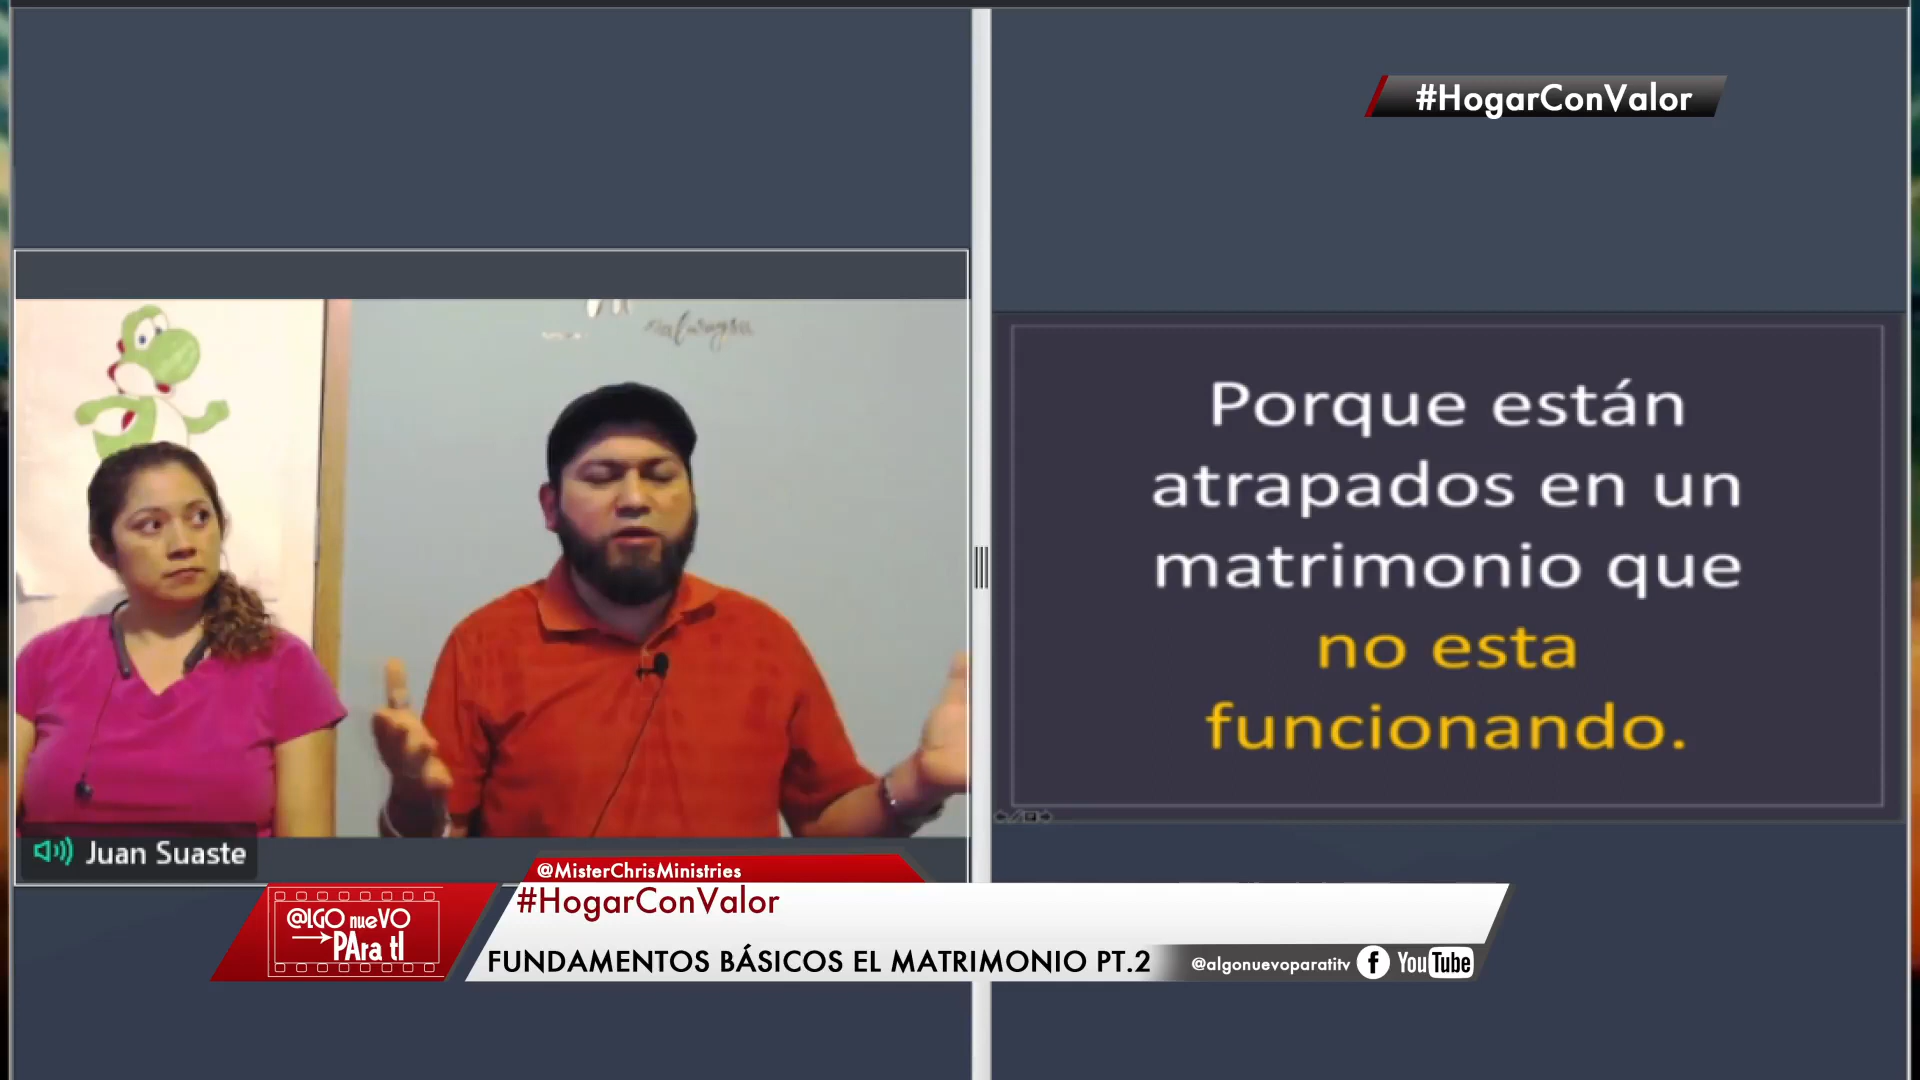 #HogarConValor
Porque están
atrapados en un
matrimonio que
no esta
funcionando.
Juan Suaste
@MisterChrisMinistries
#HogarConValor
@LGO nueVO
PAra tI
FUNDAMENTOS BÁSICOS EL MATRIMONIO PT.2
@algonuevoparatitv f YouTube